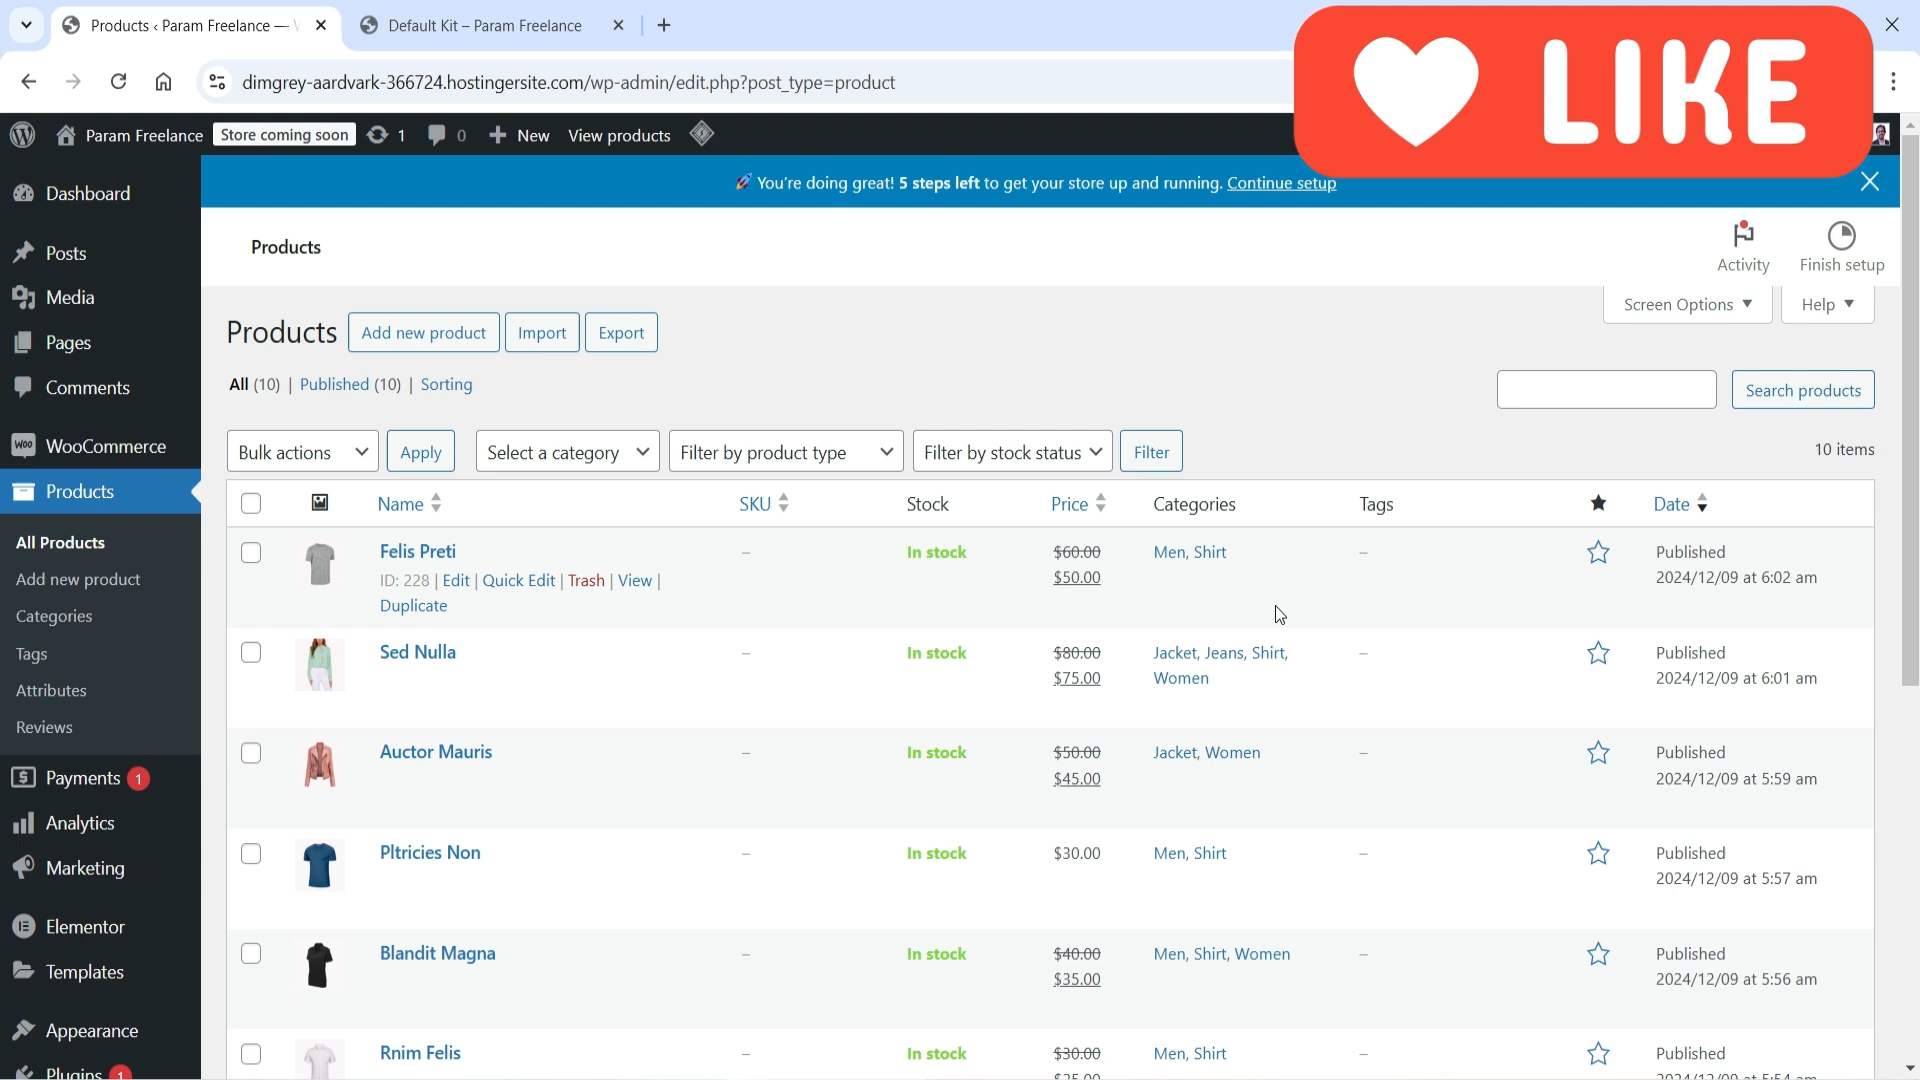 Products ‹ Param Freelance —
Default Kit – Param Freelance
dimgrey-aardvark-366724.hostingersite.com/wp-admin/edit.php?post_type=product
LIKE
Param Freelance
Store coming soon
1
0
New
View products
🚀 You're doing great! 5 steps left to get your store up and running. Continue setup
Dashboard
Posts
Media
Pages
Comments
WooCommerce
Products
All Products
Add new product
Categories
Tags
Attributes
Reviews
Payments 1
Analytics
Marketing
Elementor
Templates
Appearance
Plugins 1
Products
Activity
Finish setup
Screen Options ▼
Help ▼
Products
Add new product
Import
Export
All (10) | Published (10) | Sorting
Search products
Bulk actions
Apply
Select a category
Filter by product type
Filter by stock status
Filter
10 items
Name SKU Stock Price Categories Tags Date
Felis Preti – In stock $60.00 Men, Shirt – Published
ID: 228 | Edit | Quick Edit | Trash | View | $50.00 2024/12/09 at 6:02 am
Duplicate
Sed Nulla – In stock $80.00 Jacket, Jeans, Shirt, – Published
$75.00 Women 2024/12/09 at 6:01 am
Auctor Mauris – In stock $50.00 Jacket, Women – Published
$45.00 2024/12/09 at 5:59 am
Pltricies Non – In stock $30.00 Men, Shirt – Published
2024/12/09 at 5:57 am
Blandit Magna – In stock $40.00 Men, Shirt, Women – Published
$35.00 2024/12/09 at 5:56 am
Rnim Felis – In stock $30.00 Men, Shirt – Published